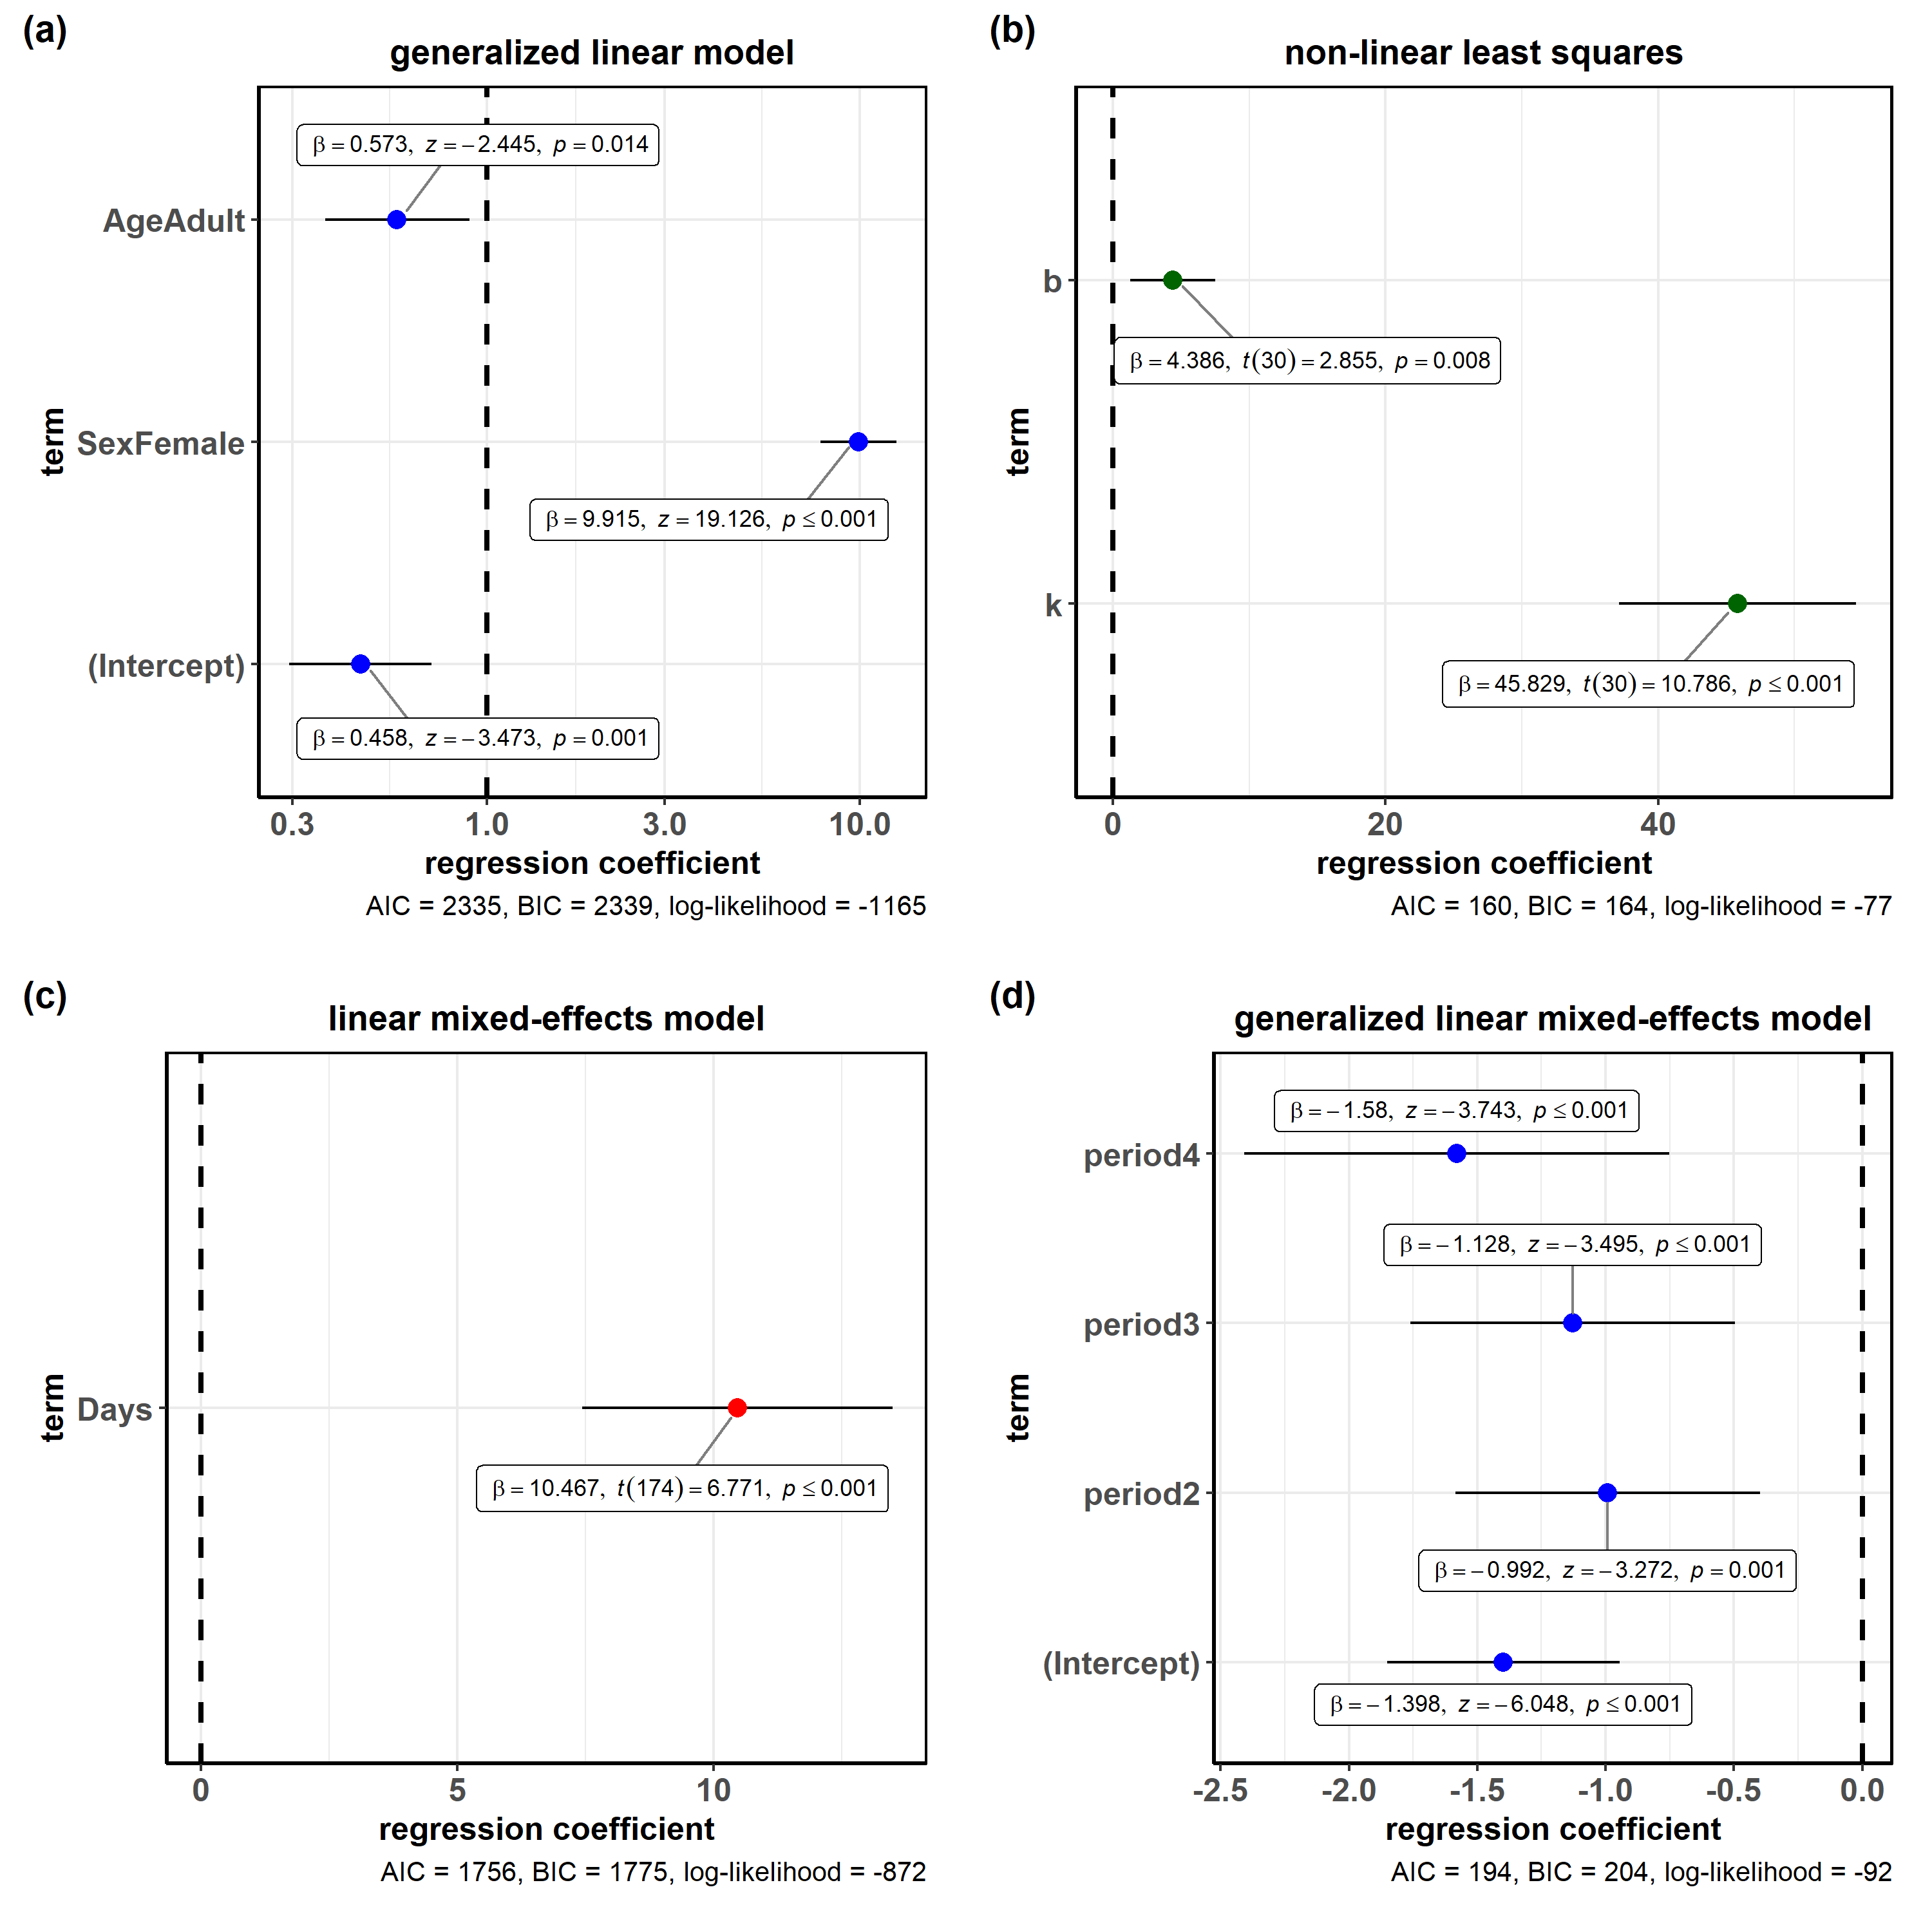 (a)
generalized linear model
β = 0.573, z = −2.445, p = 0.014
AgeAdult
SexFemale
β = 9.915, z = 19.126, p ≤ 0.001
(Intercept)
β = 0.458, z = −3.473, p = 0.001
term
0.3 1.0 3.0 10.0
regression coefficient
AIC = 2335, BIC = 2339, log-likelihood = -1165
(b)
non-linear least squares
b
β = 4.386, t(30) = 2.855, p = 0.008
k
β = 45.829, t(30) = 10.786, p ≤ 0.001
term
0 20 40
regression coefficient
AIC = 160, BIC = 164, log-likelihood = -77
(c)
linear mixed-effects model
Days
β = 10.467, t(174) = 6.771, p ≤ 0.001
term
0 5 10
regression coefficient
AIC = 1756, BIC = 1775, log-likelihood = -872
(d)
generalized linear mixed-effects model
β = −1.58, z = −3.743, p ≤ 0.001
period4
β = −1.128, z = −3.495, p ≤ 0.001
period3
period2
β = −0.992, z = −3.272, p = 0.001
(Intercept)
β = −1.398, z = −6.048, p ≤ 0.001
term
-2.5 -2.0 -1.5 -1.0 -0.5 0.0
regression coefficient
AIC = 194, BIC = 204, log-likelihood = -92